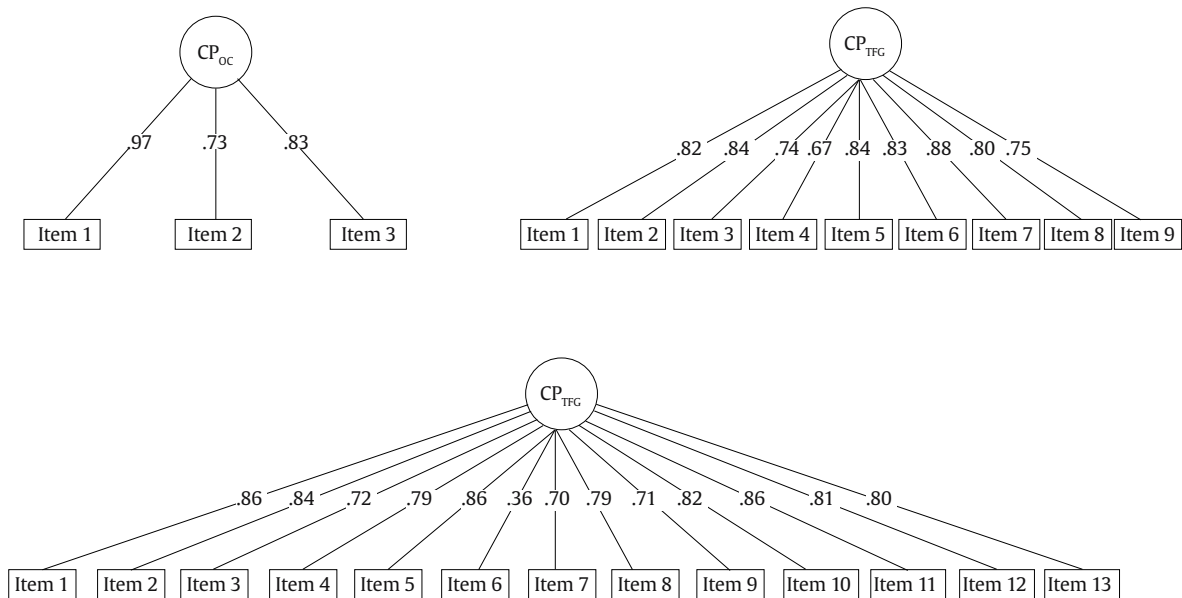 CP_OC
.97 .73 .83
Item 1 Item 2 Item 3
CP_TFG
.82 .84 .74 .67 .84 .83 .88 .80 .75
Item 1 Item 2 Item 3 Item 4 Item 5 Item 6 Item 7 Item 8 Item 9
CP_TFG
.86 .84 .72 .79 .86 .36 .70 .79 .71 .82 .86 .81 .80
Item 1 Item 2 Item 3 Item 4 Item 5 Item 6 Item 7 Item 8 Item 9 Item 10 Item 11 Item 12 Item 13